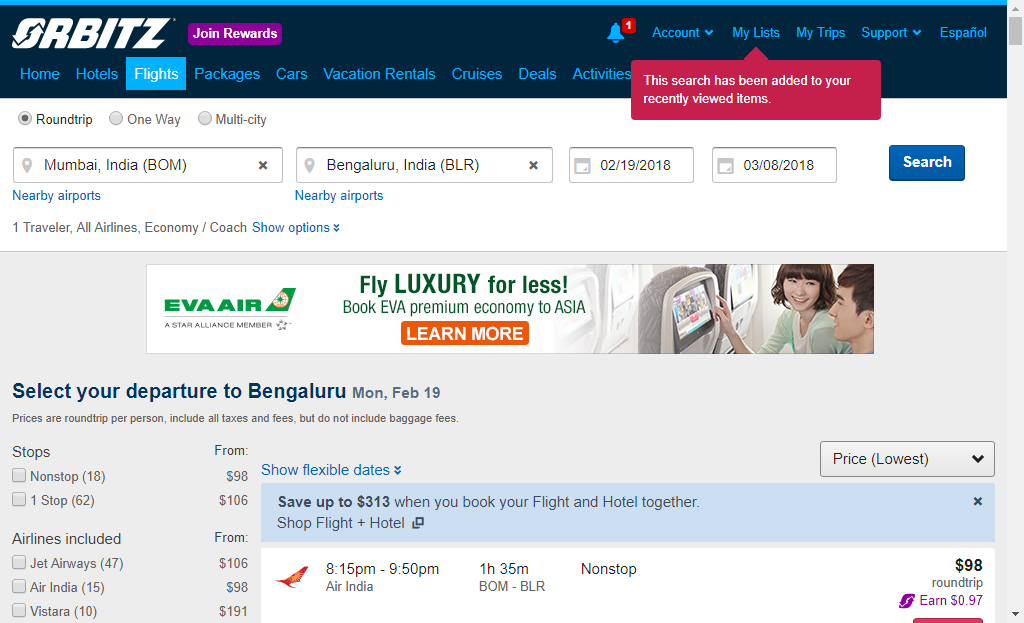 ORBITZ Join Rewards
1
Account My Lists My Trips Support Español
Home Hotels Flights Packages Cars Vacation Rentals Cruises Deals Activities
This search has been added to your
recently viewed items.
Roundtrip One Way Multi-city
Mumbai, India (BOM) Bengaluru, India (BLR) 02/19/2018 03/08/2018 Search
Nearby airports Nearby airports
1 Traveler, All Airlines, Economy / Coach Show options
EVA AIR
A STAR ALLIANCE MEMBER
Fly LUXURY for less!
Book EVA premium economy to ASIA
LEARN MORE
Select your departure to Bengaluru Mon, Feb 19
Prices are roundtrip per person, include all taxes and fees, but do not include baggage fees.
Stops From:
Nonstop (18) $98
1 Stop (62) $106
Airlines included From:
Jet Airways (47) $106
Air India (15) $98
Vistara (10) $191
Show flexible dates
Price (Lowest)
Save up to $313 when you book your Flight and Hotel together.
Shop Flight + Hotel
8:15pm - 9:50pm 1h 35m Nonstop $98
Air India BOM - BLR roundtrip
Earn $0.97